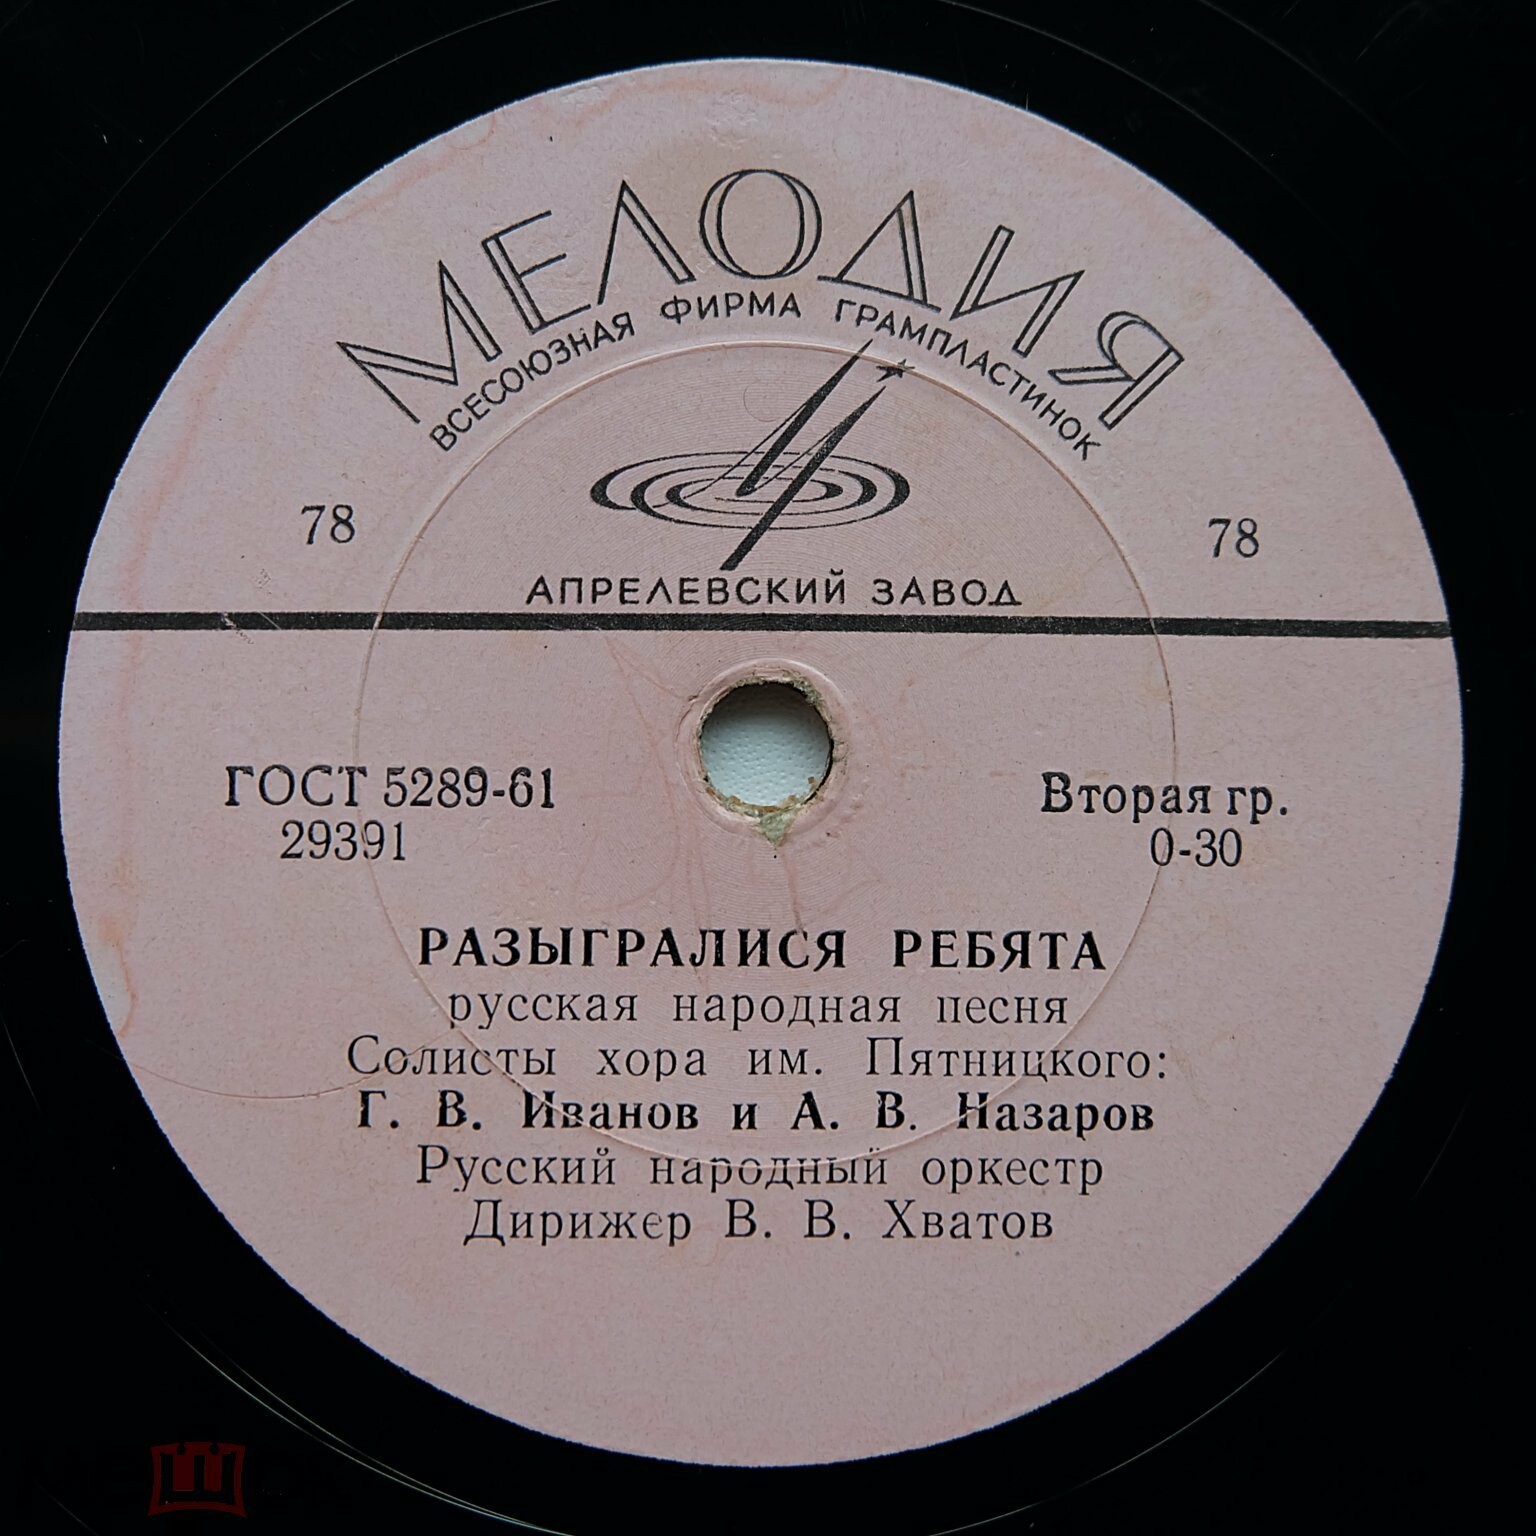 МЕЛОДИЯ
ВСЕСОЮЗНАЯ ФИРМА ГРАМПЛАСТИНОК
78 78
АПРЕЛЕВСКИЙ ЗАВОД
ГОСТ 5289-61 Вторая гр.
29391 0-30
РАЗЫГРАЛИСЯ РЕБЯТА
русская народная песня
Солисты хора им. Пятницкого:
Г. В. Иванов и А. В. Назаров
Русский народный оркестр
Дирижер В. В. Хватов